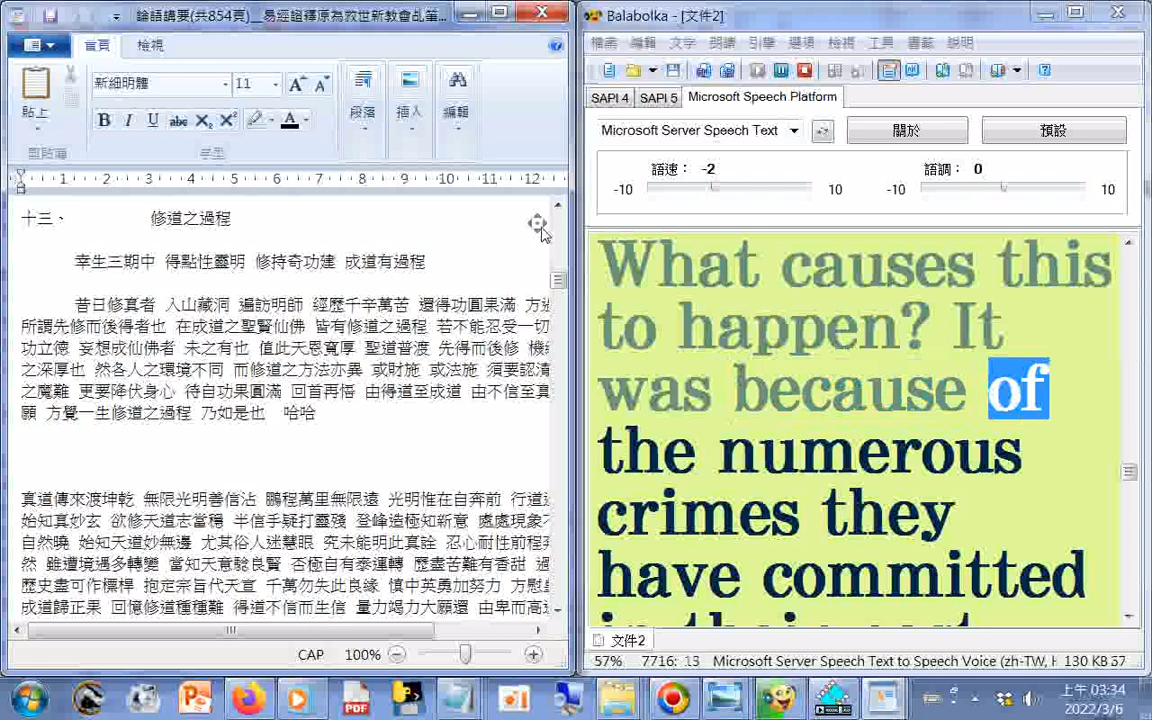 論語講要(共854頁)__易經證釋原為救世新教會乩筆...
首頁
檢視
貼上
新細明體
11
段落
插入
編輯
剪貼簿
字型
1 2 3 4 5 6 7 8 9 10 11 12
十三、 修道之過程
幸生三期中 得點性靈明 修持奇功建 成道有過程
昔日修真者 入山藏洞 遍訪明師 經歷千辛萬苦 還得功圓果滿 方
所謂先修而後得者也 在成道之聖賢仙佛 皆有修道之過程 若不能忍受一切
功立德 妄想成仙佛者 未之有也 值此天恩寬厚 聖道普渡 先得而後修 機
之深厚也 然各人之環境不同 而修道之方法亦異 或財施 或法施 須要認清
之魔難 更要降伏身心 待自功果圓滿 回首再悟 由得道至成道 由不信至真
願 方覺一生修道之過程 乃如是也 哈哈
真道傳來渡坤乾 無限光明善信沾 鵬程萬里無限遠 光明惟在自奔前 行道
始知真妙玄 欲修天道志當穩 半信乎疑打靈殘 登峰造極知新意 處處現象
自然曉 始知天道妙無邊 尤其俗人迷慧眼 究未能明此真詮 忍心耐性前程
然 雖遭境遇多轉變 當知天意騐良賢 否極自有泰運轉 歷盡苦難有香甜
歷史盡可作標桿 抱定宗旨代天宣 千萬勿失此良緣 慎中英勇加努力 方慰
成道歸正果 回憶修道種種難 得道不信而生信 量力竭力大願還 由卑而高
CAP 100%
Balabolka - [文件2]
檔案 編輯 文字 朗讀 引擎 選項 檢視 工具 書籤 說明
SAPI 4 SAPI 5 Microsoft Speech Platform
Microsoft Server Speech Text
關於
預設
語速： -2
語調： 0
-10 10 -10 10
What causes this
to happen? It
was because of
the numerous
crimes they
have committed
in their past
文件2
57% 7716: 13 Microsoft Server Speech Text to Speech Voice (zh-TW, H 130 KB 37
上午 03:34
2022/3/6